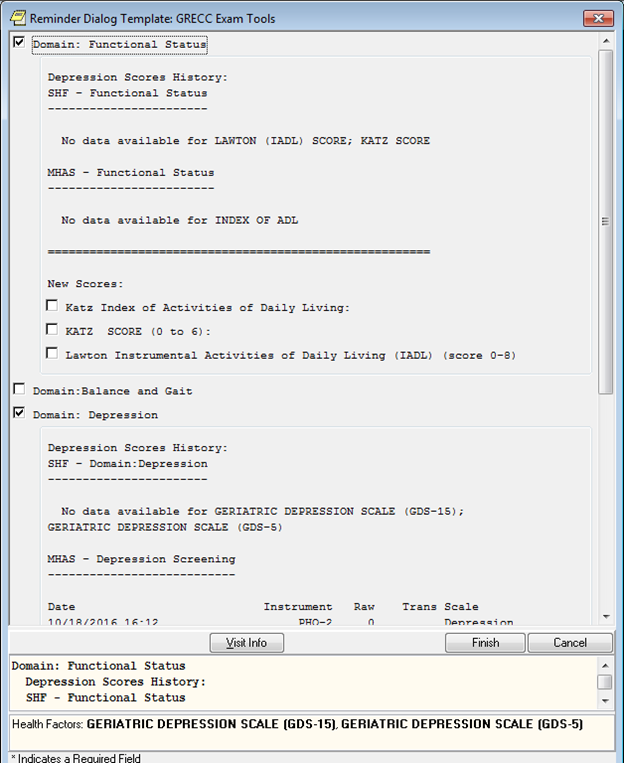 Reminder Dialog Template: GRECC Exam Tools
Domain: Functional Status
Depression Scores History:
SHF - Functional Status
-----------------------
No data available for LAWTON (IADL) SCORE; KATZ SCORE
MHAS - Functional Status
------------------------
No data available for INDEX OF ADL
=======================================================
New Scores:
Katz Index of Activities of Daily Living:
KATZ  SCORE (0 to 6):
Lawton Instrumental Activities of Daily Living (IADL) (score 0-8)
Domain:Balance and Gait
Domain: Depression
Depression Scores History:
SHF - Domain:Depression
-----------------------
No data available for GERIATRIC DEPRESSION SCALE (GDS-15);
GERIATRIC DEPRESSION SCALE (GDS-5)
MHAS - Depression Screening
---------------------------
Date Instrument Raw Trans Scale
10/18/2016 16:12 PHQ-2 0 Depression
Visit Info Finish Cancel
Domain: Functional Status
Depression Scores History:
SHF - Functional Status
Health Factors: GERIATRIC DEPRESSION SCALE (GDS-15), GERIATRIC DEPRESSION SCALE (GDS-5)
* Indicates a Required Field